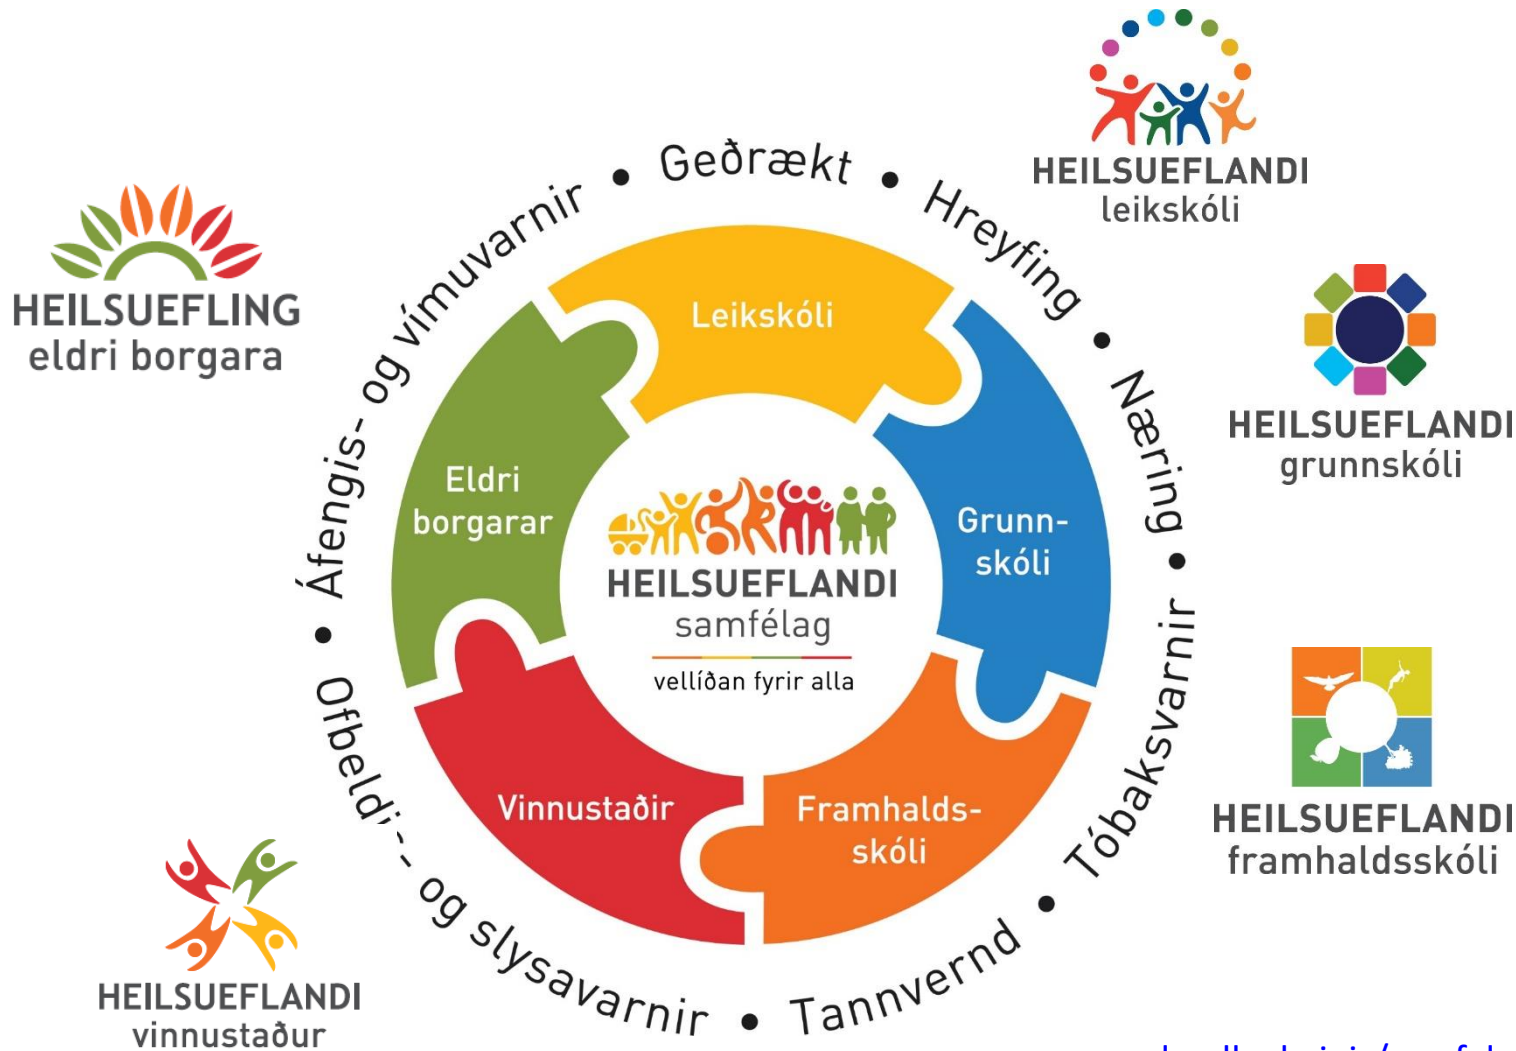 HEILSUEFLANDI
leikskóli
HEILSUEFLING
eldri borgara
Geðrækt • Hreyfing • Næring • Tóbaksvarnir • Tannvernd • og slysavarnir • Áfengis- og vímuvarnir •
Leikskóli
HEILSUEFLANDI
grunnskóli
Eldri
borgarar
Grunn-
skóli
HEILSUEFLANDI
samfélag
vellíðan fyrir alla
Vinnustaðir
Framhalds-
skóli
HEILSUEFLANDI
framhaldsskóli
HEILSUEFLANDI
vinnustaður